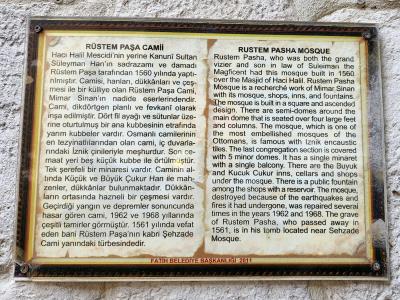 RÜSTEM PAŞA CAMİİ
Hacı Halil Mescidi'nin yerine Kanuni Sultan
Süleyman Han'ın sadrazamı ve damadı
Rüstem Paşa tarafından 1560 yılında yaptı-
rılmıştır. Camisi, hanları, dükkânları ve çeş-
mesi ile bir külliye olan Rüstem Paşa Cami,
Mimar Sinan'ın nadide eserlerindendir.
Cami, dikdörtgen planlı ve fevkanî olarak
inşa edilmiştir. Dört fil ayağı ve sütunlar üzerine
oturtulmuş bir ana kubbesinin etrafında
yarım kubbeler vardır. Osmanlı camilerinin
en tezyinatlılarından olan cami, iç duvarla-
rındaki İznik çinileriyle meşhurdur. Son ce-
maat yeri beş küçük kubbe ile örtülmüştür.
Tek şerefeli bir minaresi vardır. Caminin al-
tında Küçük ve Büyük Çukur Han ile mah-
zenler, dükkânlar bulunmaktadır. Dükkân-
ların ortasında hazneli bir çeşmesi vardır.
Geçirdiği yangın ve depremler sonucunda
hasar gören cami, 1962 ve 1968 yıllarında
çeşitli tamirler görmüştür. 1561 yılında vefat
eden bani Rüstem Paşa'nın kabri Şehzade
Cami yanındaki türbesindedir.
RUSTEM PASHA MOSQUE
Rustem Pasha, who was both the grand
vizier and son in law of Suleiman the
Magficent had this mosque built in 1560
over the Masjid of Haci Halil. Rustem Pasha
Mosque is a recherché work of Mimar Sinan
with its mosque, shops, inns, and fountains.
The mosque is built in a square and ascended
design. There are semi-domes around the
main dome that is seated over four large feet
and columns. The mosque, which is one of
the most embellished mosques of the
Ottomans, is famous with iznik encaustic
tiles. The last congregation section is covered
with 5 minor domes. It has a single minaret
with a single balcony. There are the Buyuk
and Kucuk Cukur inns, cellars and shops
under the mosque. There is a public fountain
among the shops with a reservoir. The mosque,
destroyed because of the earthquakes and
fires it had undergone, was repaired several
times in the years 1962 and 1968. The grave
of Rustem Pasha, who passed away in
1561, is in his tomb located near Sehzade
Mosque.
FATİH BELEDİYE BAŞKANLIĞI 2011